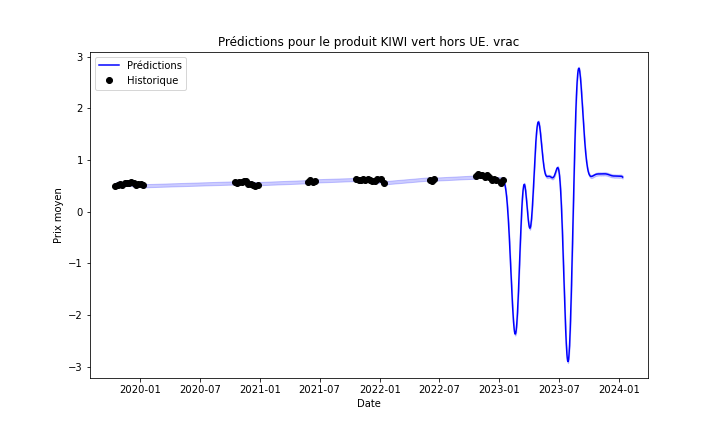 Prédictions pour le produit KIWI vert hors UE. vrac
Prédictions
Historique
Prix moyen
3
2
1
0
−1
−2
−3
2020-01 2020-07 2021-01 2021-07 2022-01 2022-07 2023-01 2023-07 2024-01
Date